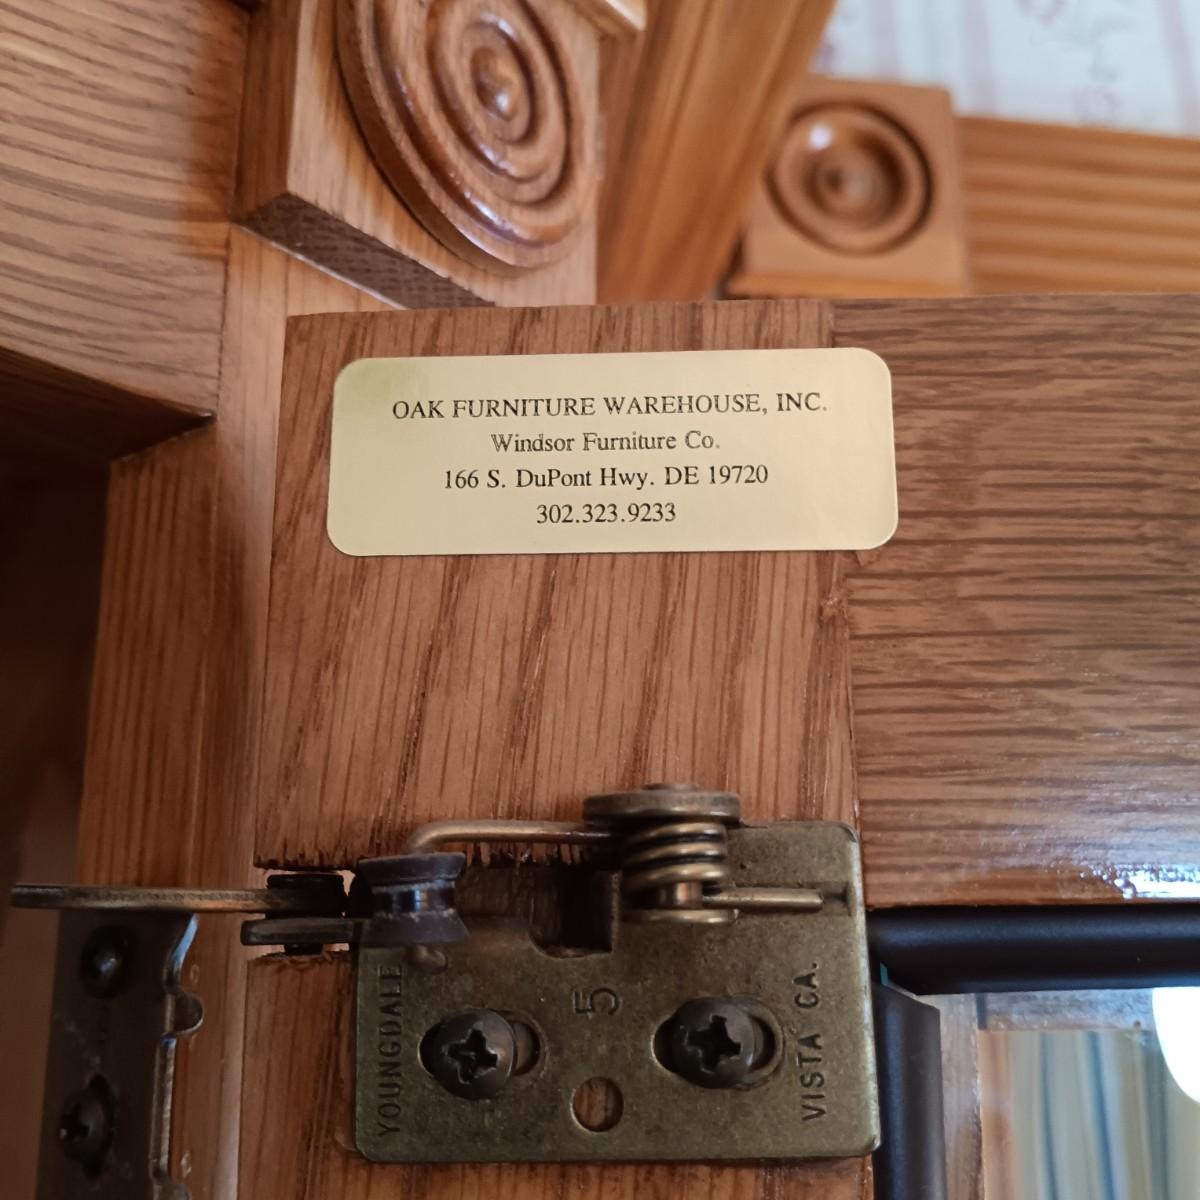 OAK FURNITURE WAREHOUSE, INC.
Windsor Furniture Co.
166 S. DuPont Hwy. DE 19720
302.323.9233
YOUNGDALE
5
VISTA CA.